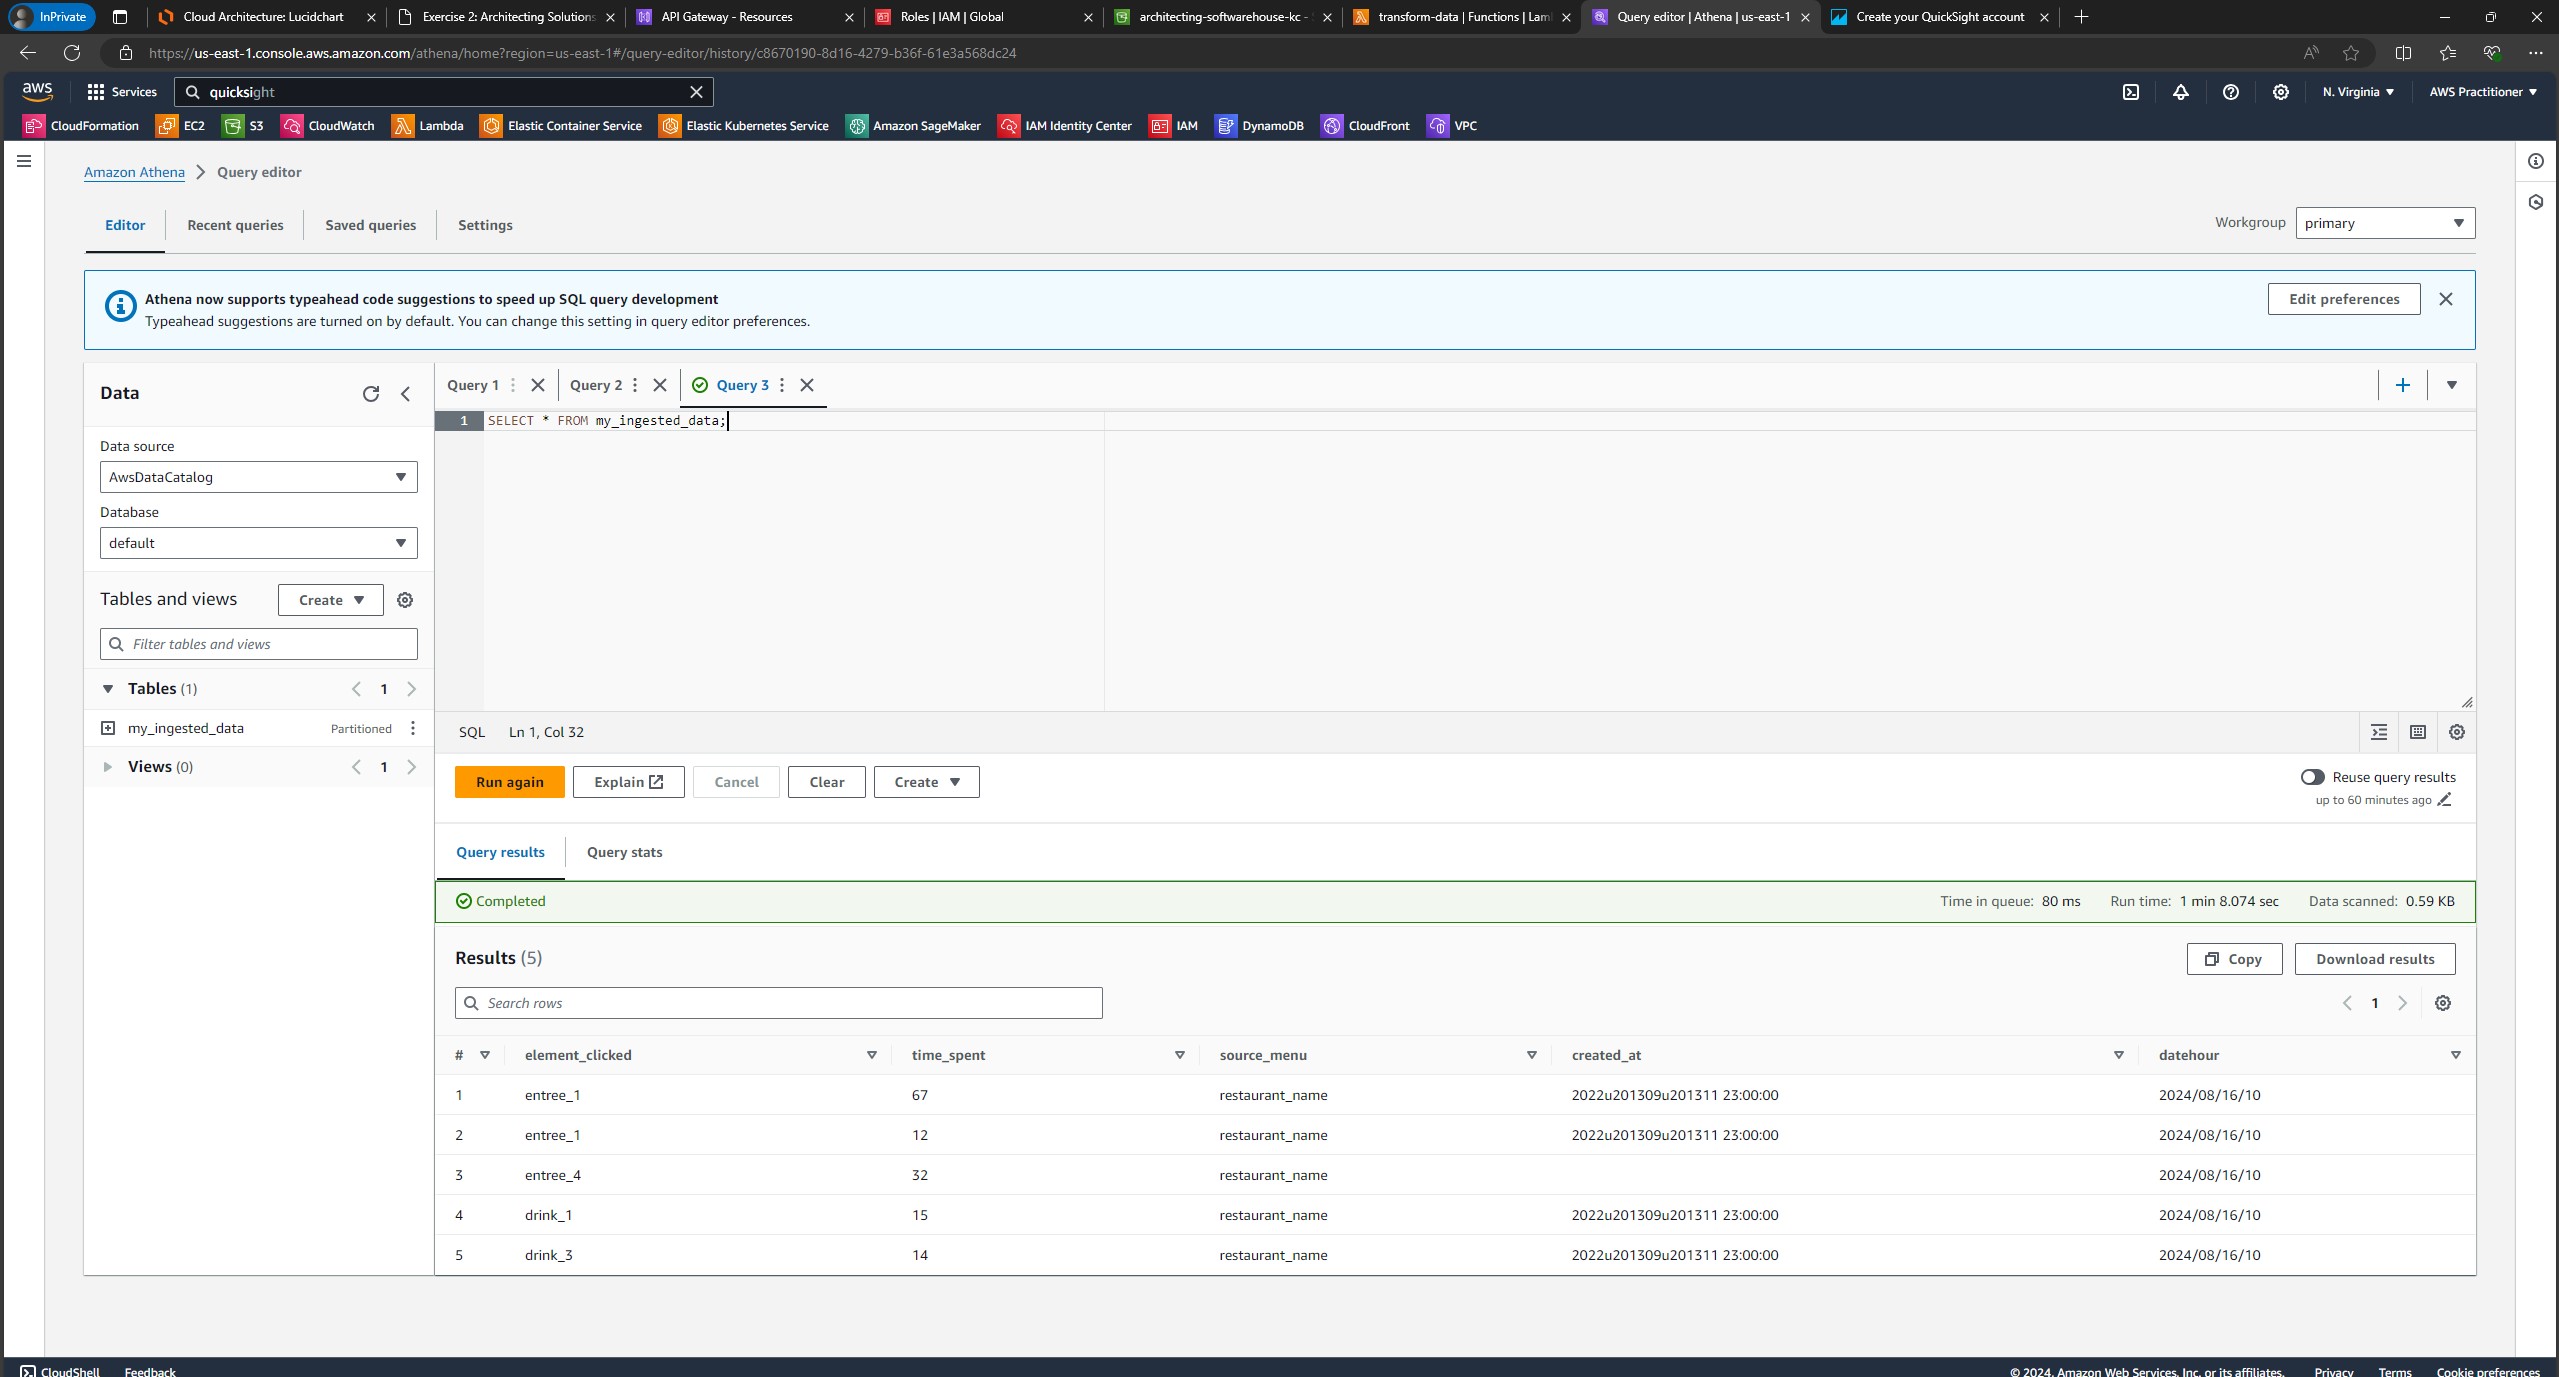 InPrivate
Cloud Architecture: Lucidchart
Exercise 2: Architecting Solutions
API Gateway - Resources
Roles | IAM | Global
architecting-softwarehouse-kc -
transform-data | Functions | Lam
Query editor | Athena | us-east-1
Create your QuickSight account
https://us-east-1.console.aws.amazon.com/athena/home?region=us-east-1#/query-editor/history/c8670190-8d16-4279-b36f-61e3a568dc24
aws
Services
quicksight
N. Virginia
AWS Practitioner
CloudFormation
EC2
S3
CloudWatch
Lambda
Elastic Container Service
Elastic Kubernetes Service
Amazon SageMaker
IAM Identity Center
IAM
DynamoDB
CloudFront
VPC
Amazon Athena
Query editor
Editor
Recent queries
Saved queries
Settings
Workgroup
primary
Athena now supports typeahead code suggestions to speed up SQL query development
Typeahead suggestions are turned on by default. You can change this setting in query editor preferences.
Edit preferences
Data
Data source
AwsDataCatalog
Database
default
Tables and views
Create
Filter tables and views
Tables (1)
1
my_ingested_data
Partitioned
Views (0)
1
Query 1
Query 2
Query 3
1 SELECT * FROM my_ingested_data;
SQL
Ln 1, Col 32
Run again
Explain
Cancel
Clear
Create
Reuse query results
up to 60 minutes ago
Query results
Query stats
Completed
Time in queue: 80 ms
Run time: 1 min 8.074 sec
Data scanned: 0.59 KB
Results (5)
Copy
Download results
Search rows
1
# element_clicked time_spent source_menu created_at datehour
1 entree_1 67 restaurant_name 2022u201309u201311 23:00:00 2024/08/16/10
2 entree_1 12 restaurant_name 2022u201309u201311 23:00:00 2024/08/16/10
3 entree_4 32 restaurant_name 2024/08/16/10
4 drink_1 15 restaurant_name 2022u201309u201311 23:00:00 2024/08/16/10
5 drink_3 14 restaurant_name 2022u201309u201311 23:00:00 2024/08/16/10
CloudShell
Feedback
© 2024, Amazon Web Services, Inc. or its affiliates.
Privacy
Terms
Cookie preferences